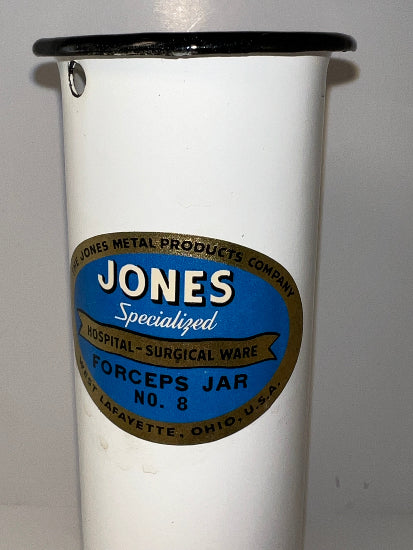 THE JONES METAL PRODUCTS COMPANY
JONES
Specialized
HOSPITAL - SURGICAL WARE
FORCEPS JAR
NO. 8
WEST LAFAYETTE, OHIO, U.S.A.